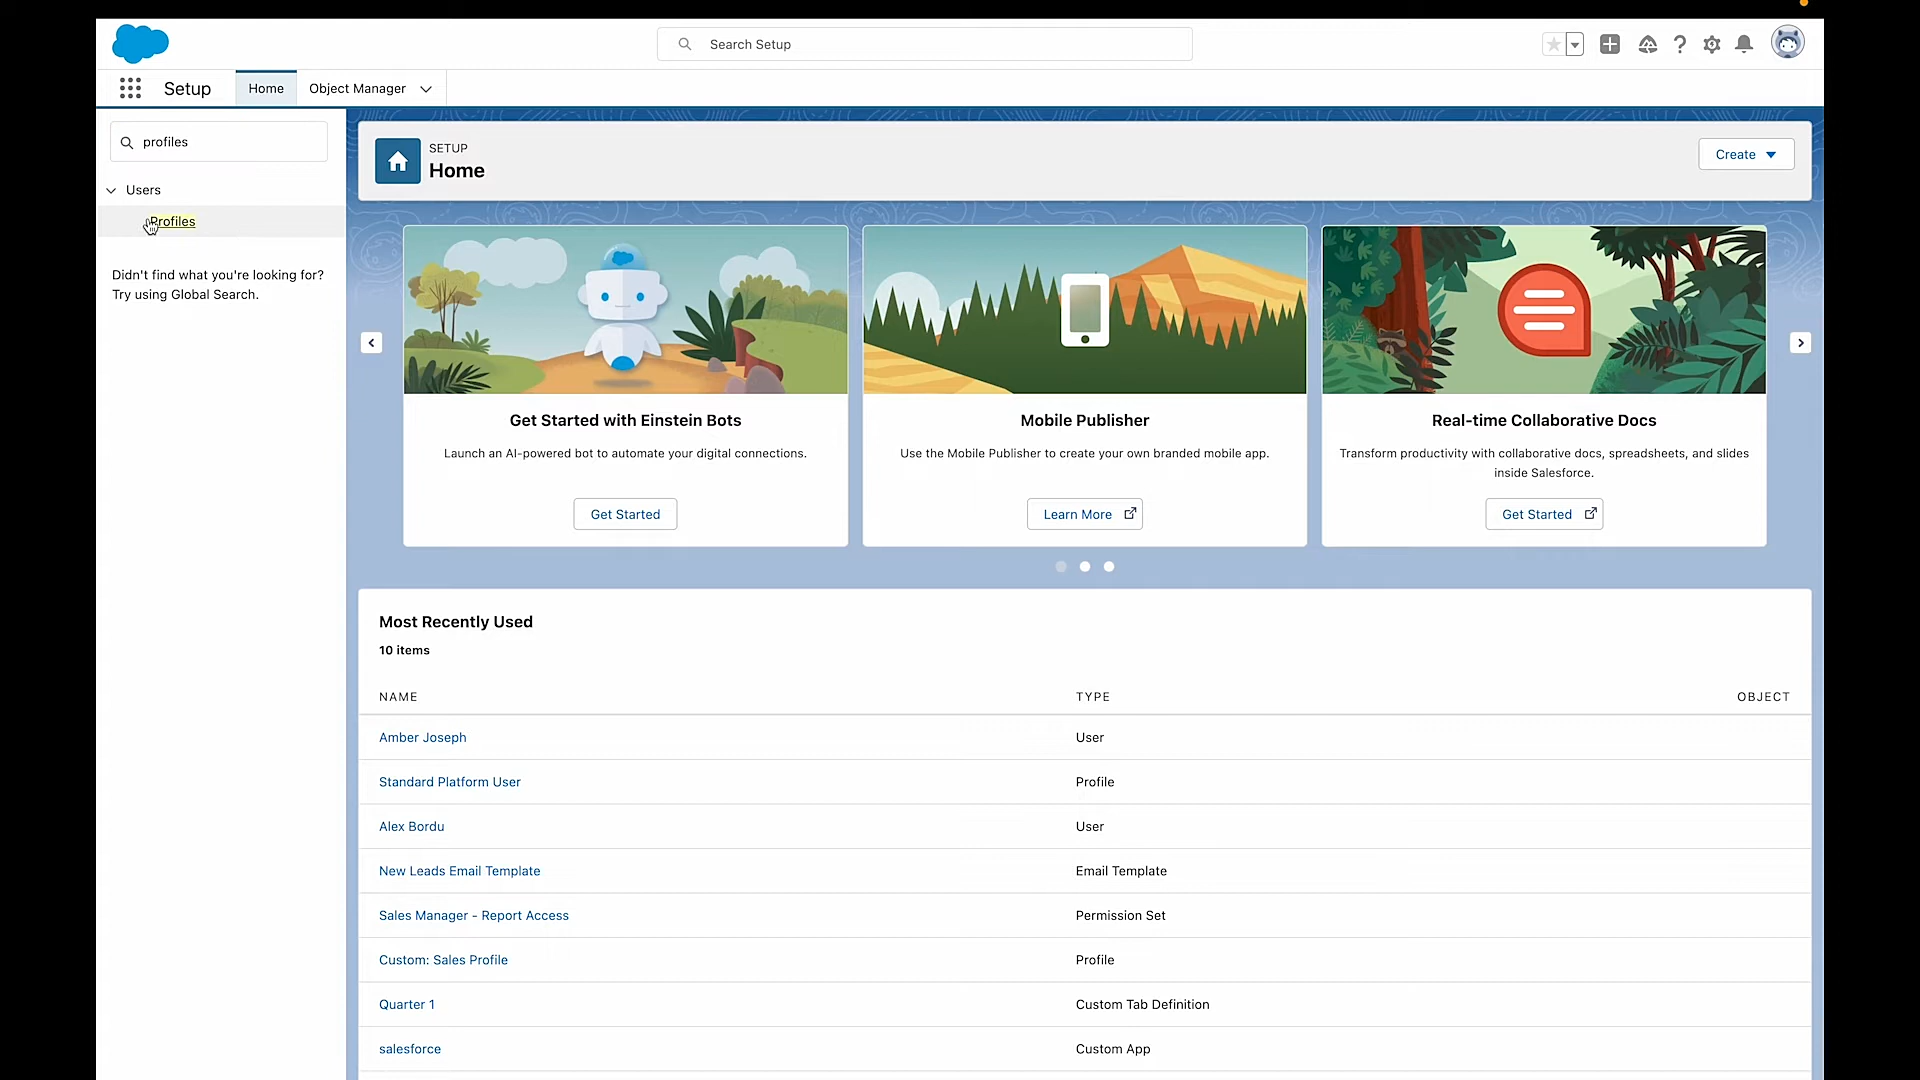 Search Setup
Setup
Home
Object Manager
profiles
Users
Profiles
Didn't find what you're looking for?
Try using Global Search.
SETUP
Home
Create
Get Started with Einstein Bots
Launch an AI-powered bot to automate your digital connections.
Get Started
Mobile Publisher
Use the Mobile Publisher to create your own branded mobile app.
Learn More
Real-time Collaborative Docs
Transform productivity with collaborative docs, spreadsheets, and slides
inside Salesforce.
Get Started
Most Recently Used
10 items
NAME TYPE OBJECT
Amber Joseph User
Standard Platform User Profile
Alex Bordu User
New Leads Email Template Email Template
Sales Manager - Report Access Permission Set
Custom: Sales Profile Profile
Quarter 1 Custom Tab Definition
salesforce Custom App